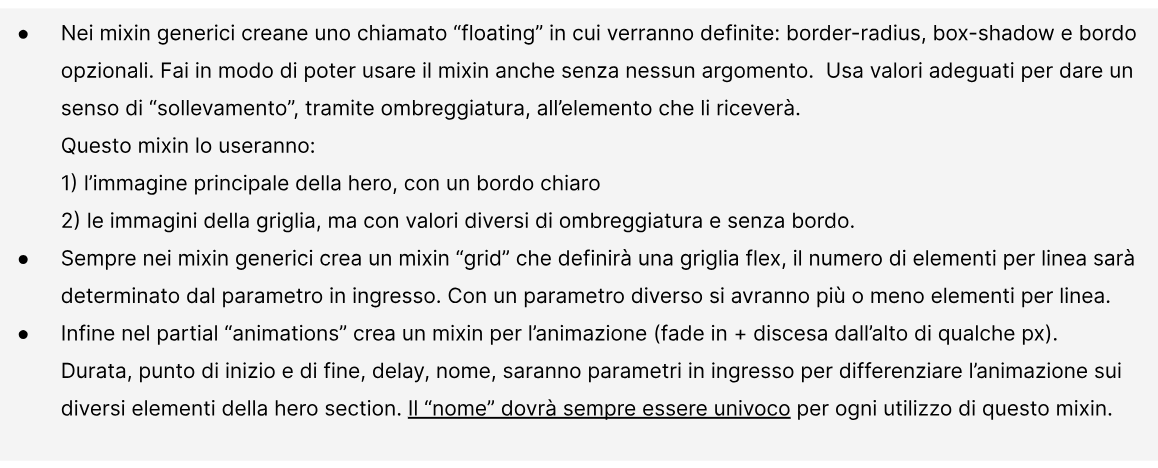 ● Nei mixin generici creane uno chiamato “floating” in cui verranno definite: border-radius, box-shadow e bordo
opzionali. Fai in modo di poter usare il mixin anche senza nessun argomento.  Usa valori adeguati per dare un
senso di “sollevamento”, tramite ombreggiatura, all’elemento che li riceverà.
Questo mixin lo useranno:
1) l’immagine principale della hero, con un bordo chiaro
2) le immagini della griglia, ma con valori diversi di ombreggiatura e senza bordo.
● Sempre nei mixin generici crea un mixin “grid” che definirà una griglia flex, il numero di elementi per linea sarà
determinato dal parametro in ingresso. Con un parametro diverso si avranno più o meno elementi per linea.
● Infine nel partial “animations” crea un mixin per l’animazione (fade in + discesa dall’alto di qualche px).
Durata, punto di inizio e di fine, delay, nome, saranno parametri in ingresso per differenziare l’animazione sui
diversi elementi della hero section. Il “nome” dovrà sempre essere univoco per ogni utilizzo di questo mixin.